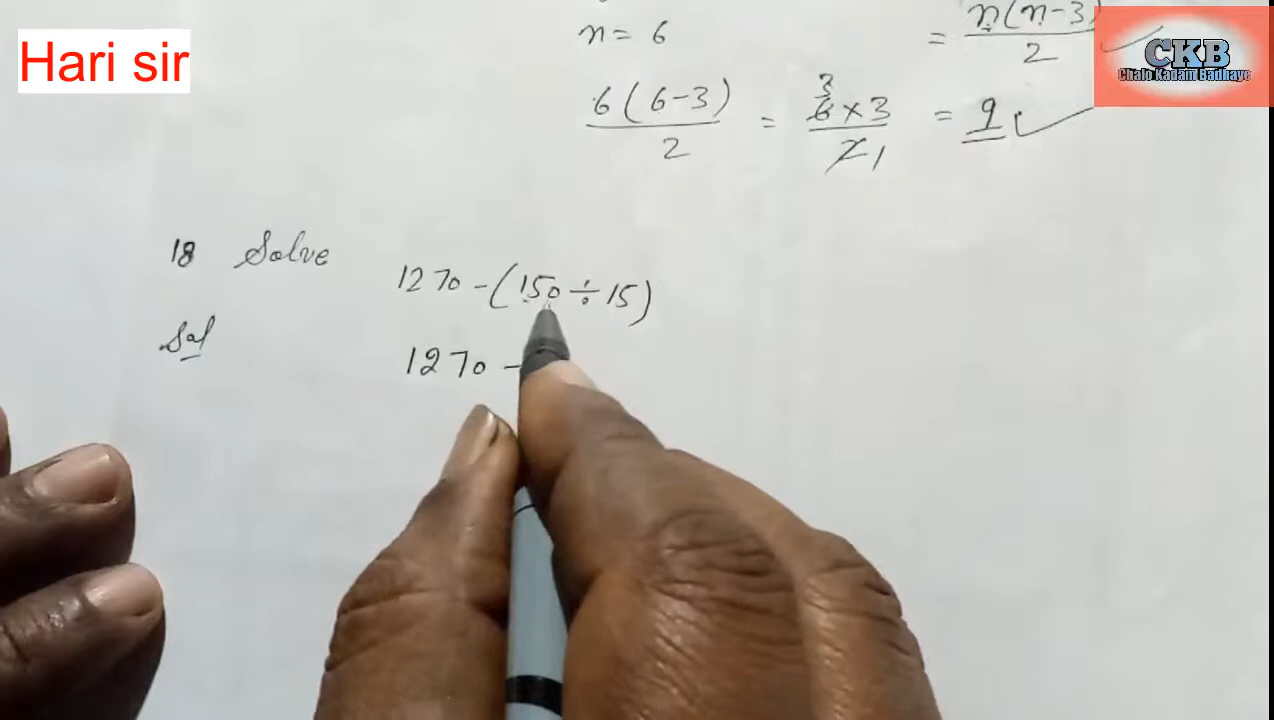 Hari sir
n = 6
= n(n-3)/2
CKB
Chalo Kadam Badhaye
6(6-3)/2 = 3 6×3/2 1 = 9
18 Solve 1270 - (150 ÷ 15)
Sol
1270 -